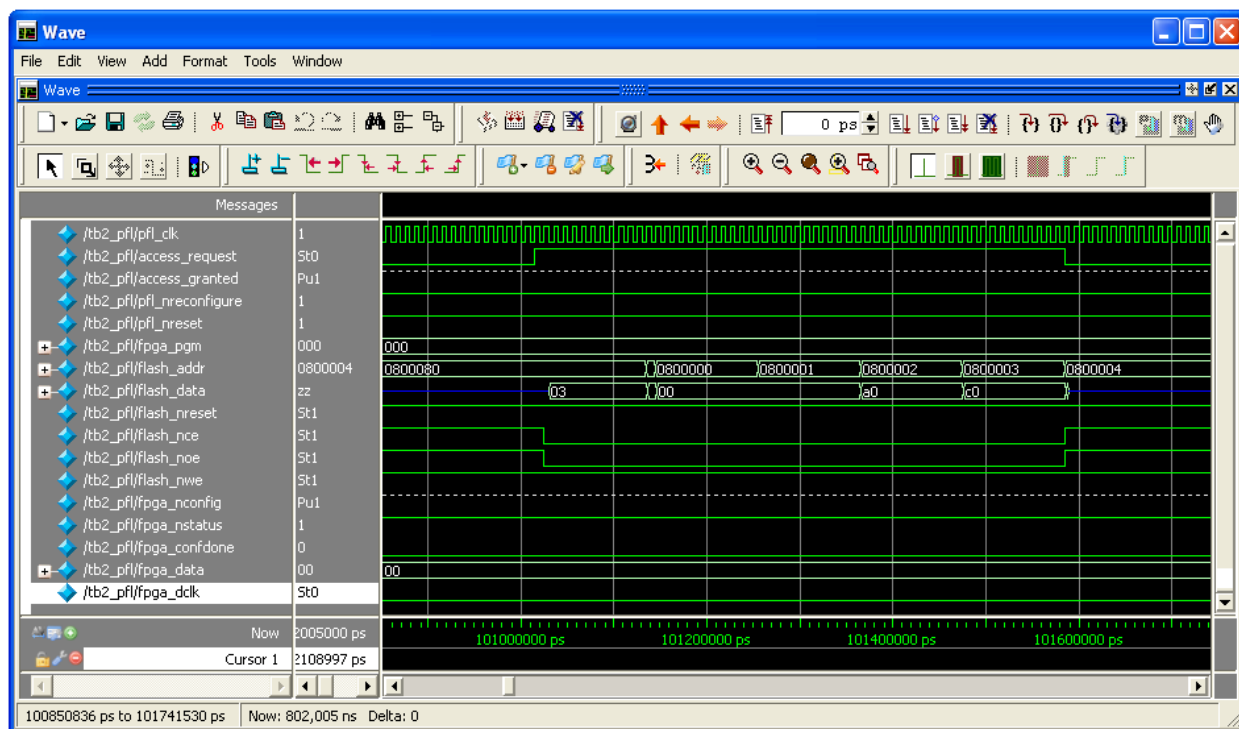 Wave
File Edit View Add Format Tools Window
Wave
0 ps
Messages
/tb2_pfl/pfl_clk 1
/tb2_pfl/access_request St0
/tb2_pfl/access_granted Pu1
/tb2_pfl/pfl_nreconfigure 1
/tb2_pfl/pfl_nreset 1
/tb2_pfl/fpga_pgm 000 000
/tb2_pfl/flash_addr 0800004 0800080 0800000 0800001 0800002 0800003 0800004
/tb2_pfl/flash_data zz 03 00 a0 c0
/tb2_pfl/flash_nreset St1
/tb2_pfl/flash_nce St1
/tb2_pfl/flash_noe St1
/tb2_pfl/flash_nwe St1
/tb2_pfl/fpga_nconfig Pu1
/tb2_pfl/fpga_nstatus 1
/tb2_pfl/fpga_confdone 0
/tb2_pfl/fpga_data 00 00
/tb2_pfl/fpga_dclk St0
Now 2005000 ps 101000000 ps 101200000 ps 101400000 ps 101600000 ps
Cursor 1 2108997 ps
100850836 ps to 101741530 ps Now: 802,005 ns Delta: 0